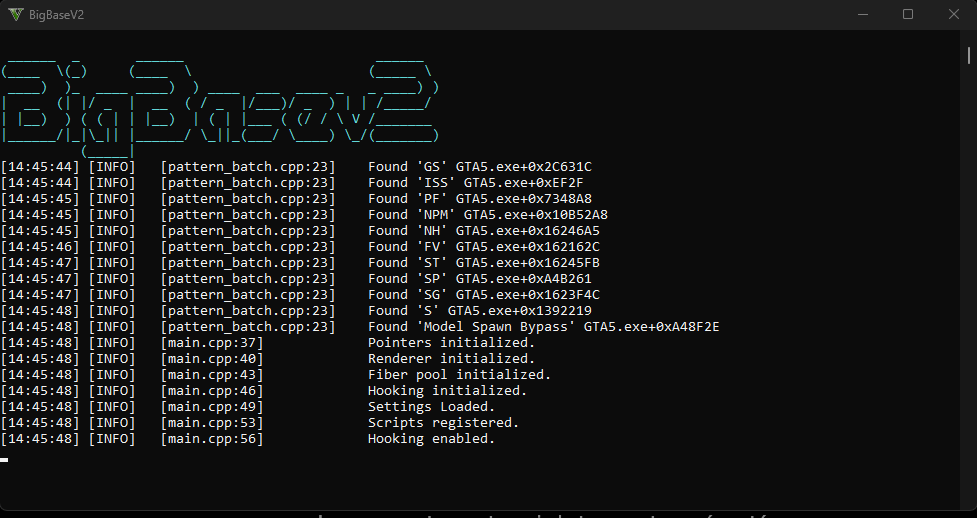 BigBaseV2
BigBaseV2
[14:45:44] [INFO] [pattern_batch.cpp:23] Found 'GS' GTA5.exe+0x2C631C
[14:45:44] [INFO] [pattern_batch.cpp:23] Found 'ISS' GTA5.exe+0xEF2F
[14:45:45] [INFO] [pattern_batch.cpp:23] Found 'PF' GTA5.exe+0x7348A8
[14:45:45] [INFO] [pattern_batch.cpp:23] Found 'NPM' GTA5.exe+0x10B52A8
[14:45:45] [INFO] [pattern_batch.cpp:23] Found 'NH' GTA5.exe+0x16246A5
[14:45:46] [INFO] [pattern_batch.cpp:23] Found 'FV' GTA5.exe+0x162162C
[14:45:47] [INFO] [pattern_batch.cpp:23] Found 'ST' GTA5.exe+0x16245FB
[14:45:47] [INFO] [pattern_batch.cpp:23] Found 'SP' GTA5.exe+0xA4B261
[14:45:47] [INFO] [pattern_batch.cpp:23] Found 'SG' GTA5.exe+0x1623F4C
[14:45:48] [INFO] [pattern_batch.cpp:23] Found 'S' GTA5.exe+0x1392219
[14:45:48] [INFO] [pattern_batch.cpp:23] Found 'Model Spawn Bypass' GTA5.exe+0xA48F2E
[14:45:48] [INFO] [main.cpp:37] Pointers initialized.
[14:45:48] [INFO] [main.cpp:40] Renderer initialized.
[14:45:48] [INFO] [main.cpp:43] Fiber pool initialized.
[14:45:48] [INFO] [main.cpp:46] Hooking initialized.
[14:45:48] [INFO] [main.cpp:49] Settings Loaded.
[14:45:48] [INFO] [main.cpp:53] Scripts registered.
[14:45:48] [INFO] [main.cpp:56] Hooking enabled.